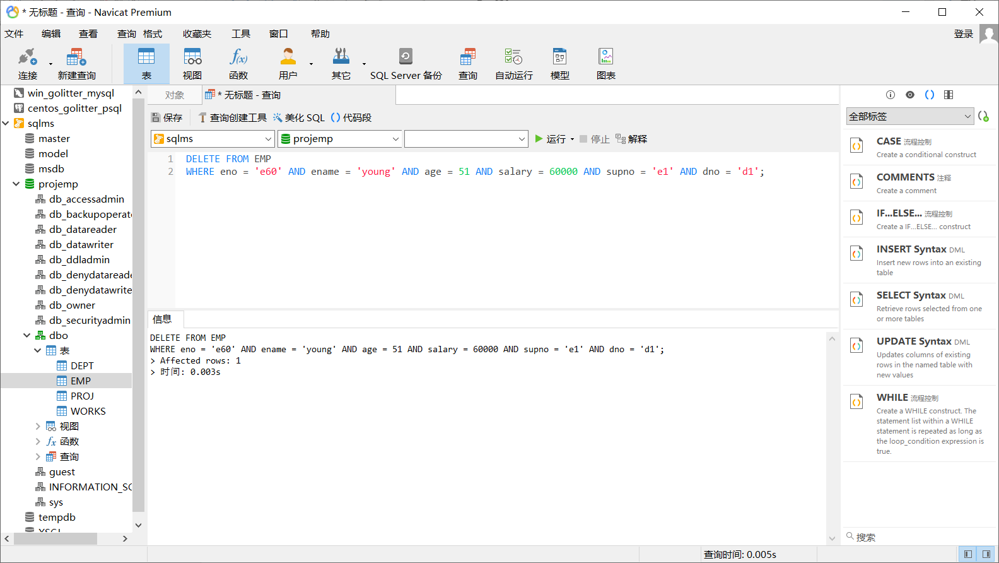 * 无标题 - 查询 - Navicat Premium
文件 编辑 查看 查询 格式 收藏夹 工具 窗口 帮助 登录
连接 新建查询 表 视图 函数 用户 其它 SQL Server 备份 查询 自动运行 模型 图表
win_golitter_mysql
centos_golitter_psql
sqlms
master
model
msdb
projemp
db_accessadmin
db_backupoperat
db_datareader
db_datawriter
db_ddladmin
db_denydatareade
db_denydatawrite
db_owner
db_securityadmin
dbo
表
DEPT
EMP
PROJ
WORKS
视图
函数
查询
guest
INFORMATION_SC
sys
tempdb
对象 * 无标题 - 查询
保存 查询创建工具 美化 SQL 代码段
sqlms projemp 运行 停止 解释
1 DELETE FROM EMP
2 WHERE eno = 'e60' AND ename = 'young' AND age = 51 AND salary = 60000 AND supno = 'e1' AND dno = 'd1';
信息
DELETE FROM EMP
WHERE eno = 'e60' AND ename = 'young' AND age = 51 AND salary = 60000 AND supno = 'e1' AND dno = 'd1';
> Affected rows: 1
> 时间: 0.003s
全部标签
CASE 流程控制
Create a conditional construct
COMMENTS 注释
Create a comment
IF...ELSE... 流程控制
Create a IF...ELSE... construct
INSERT Syntax DML
Insert new rows into an existing
table
SELECT Syntax DML
Retrieve rows selected from one
or more tables
UPDATE Syntax DML
Updates columns of existing
rows in the named table with
new values
WHILE 流程控制
Create a WHILE construct. The
statement list within a WHILE
statement is repeated as long as
the loop_condition expression is
true.
搜索
查询时间: 0.005s